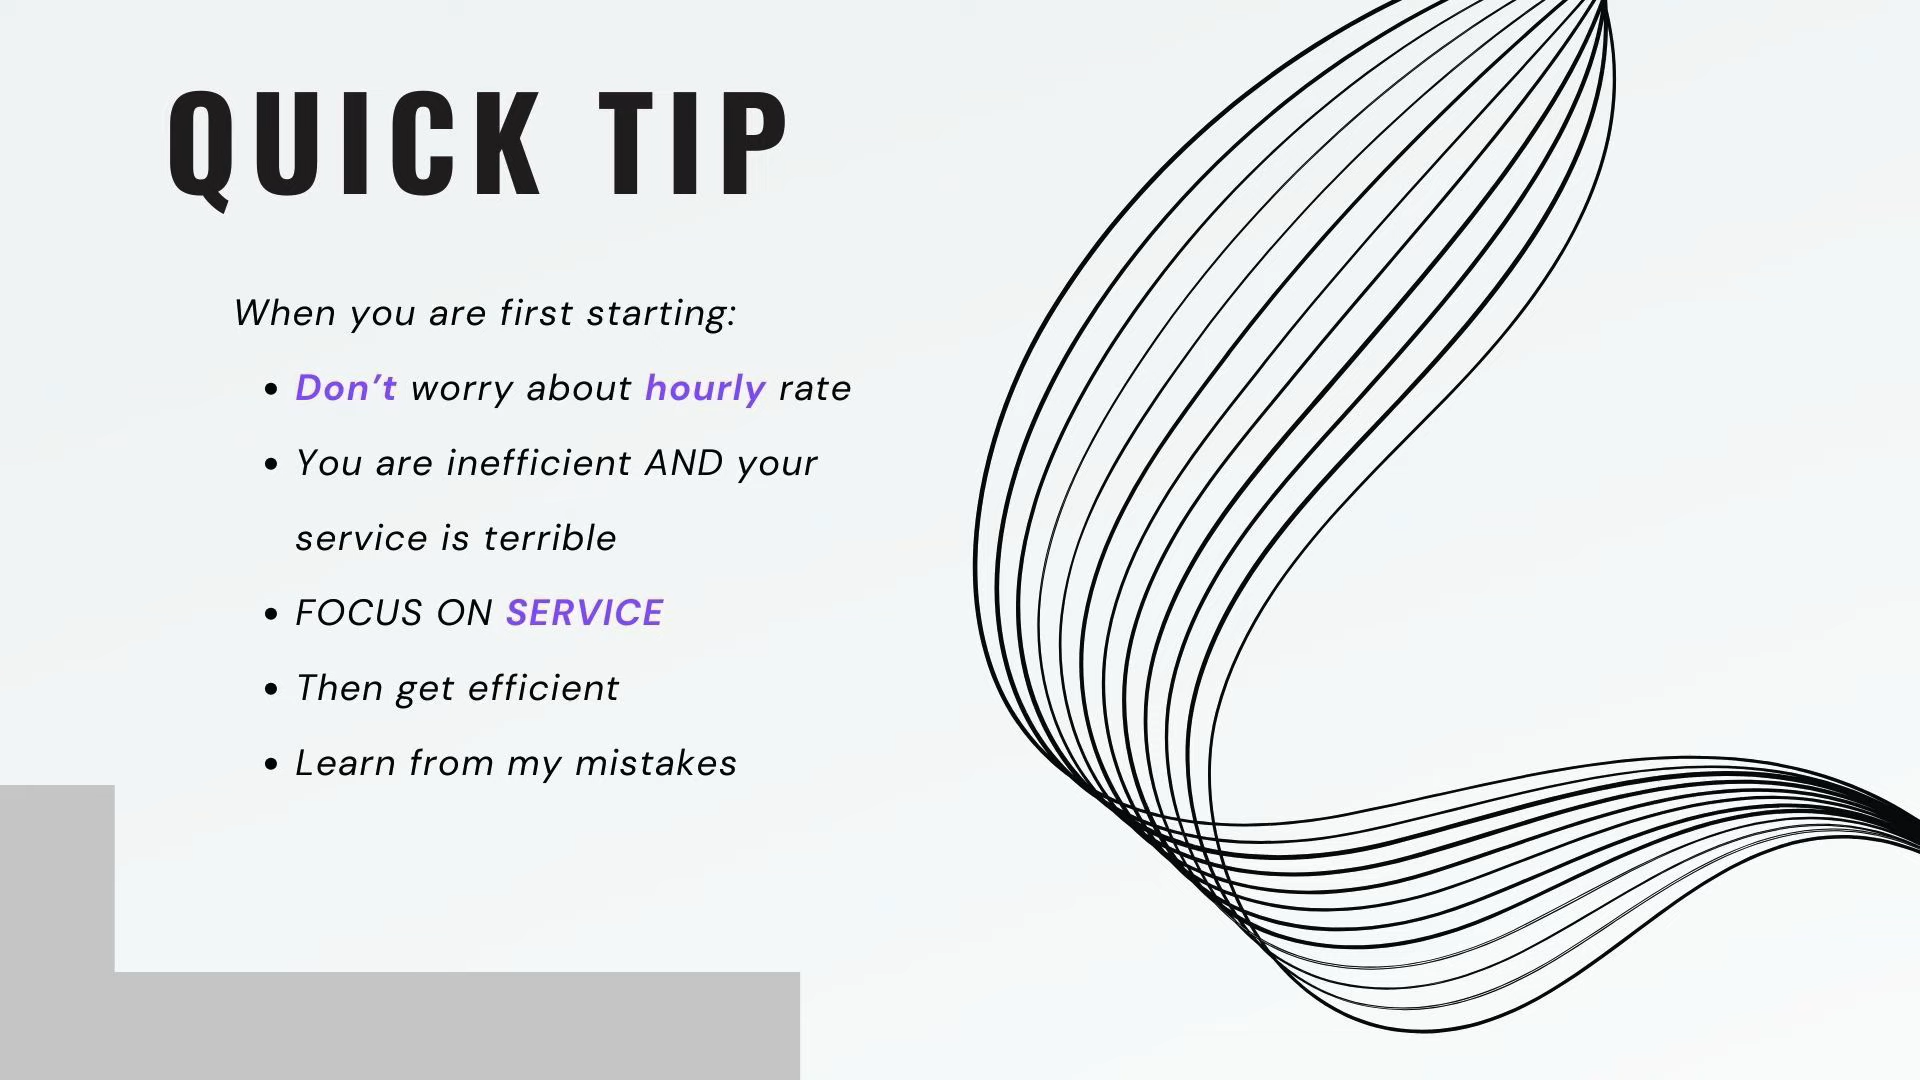 QUICK TIP
When you are first starting:
• Don’t worry about hourly rate
• You are inefficient AND your
service is terrible
• FOCUS ON SERVICE
• Then get efficient
• Learn from my mistakes